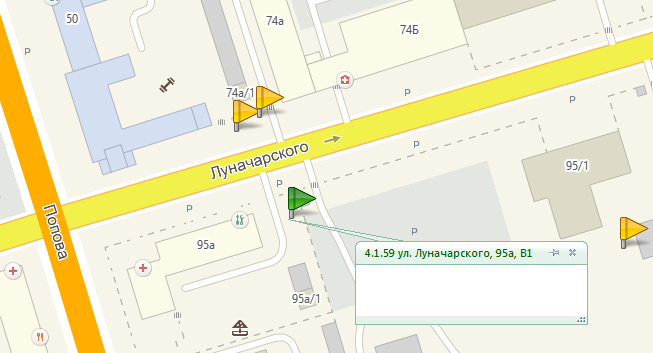 50
74а
74Б
P
P
74а/1
P
Луначарского
P
P
95/1
P
P
Попова
95а
P
4.1.59 ул. Луначарского, 95а, В1
95а/1